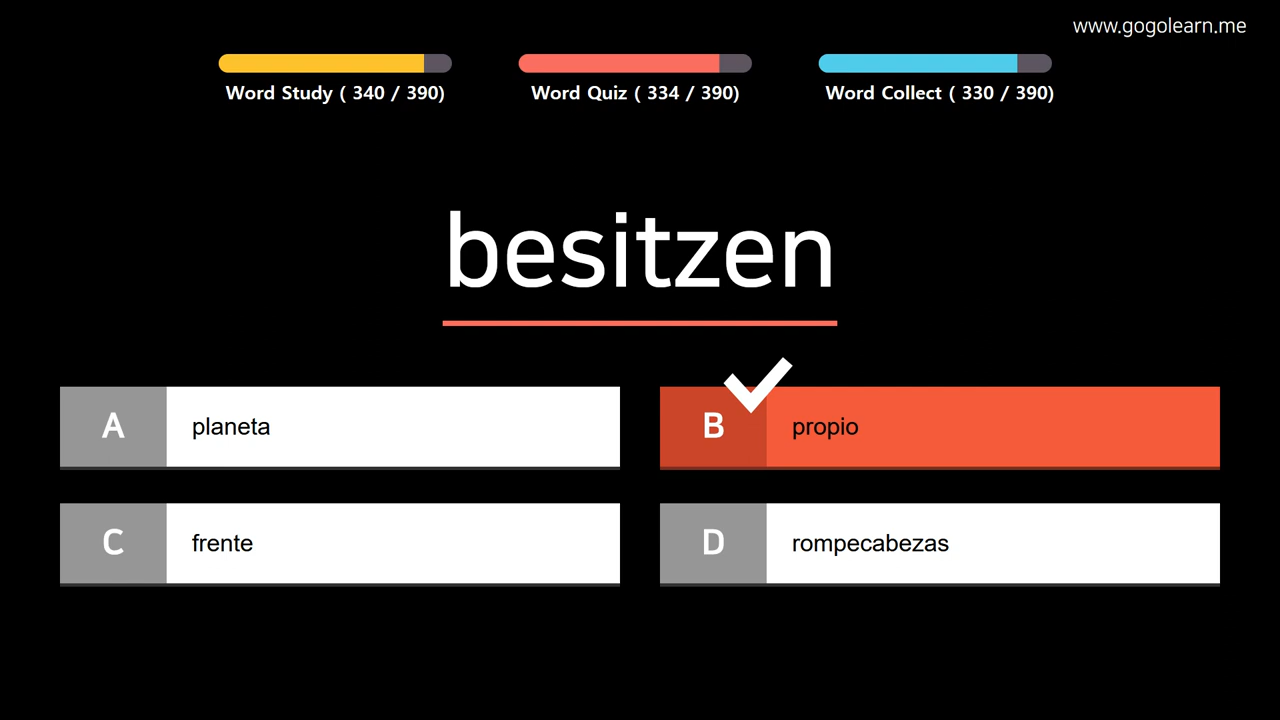 www.gogolearn.me
Word Study ( 340 / 390)
Word Quiz ( 334 / 390)
Word Collect ( 330 / 390)
besitzen
A planeta
B propio
C frente
D rompecabezas